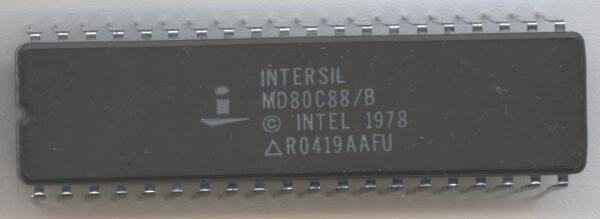 INTERSIL
MD80C88/B
© INTEL 1978
△R0419AAFU